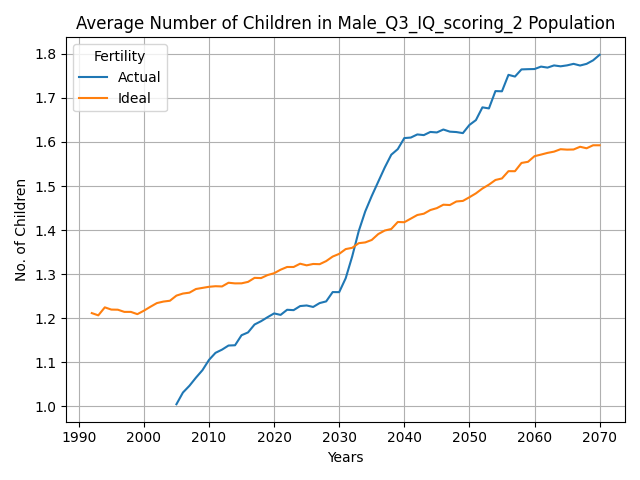 Average Number of Children in Male_Q3_IQ_scoring_2 Population
Fertility
Actual
Ideal
No. of Children
1.8
1.7
1.6
1.5
1.4
1.3
1.2
1.1
1.0
1990 2000 2010 2020 2030 2040 2050 2060 2070
Years